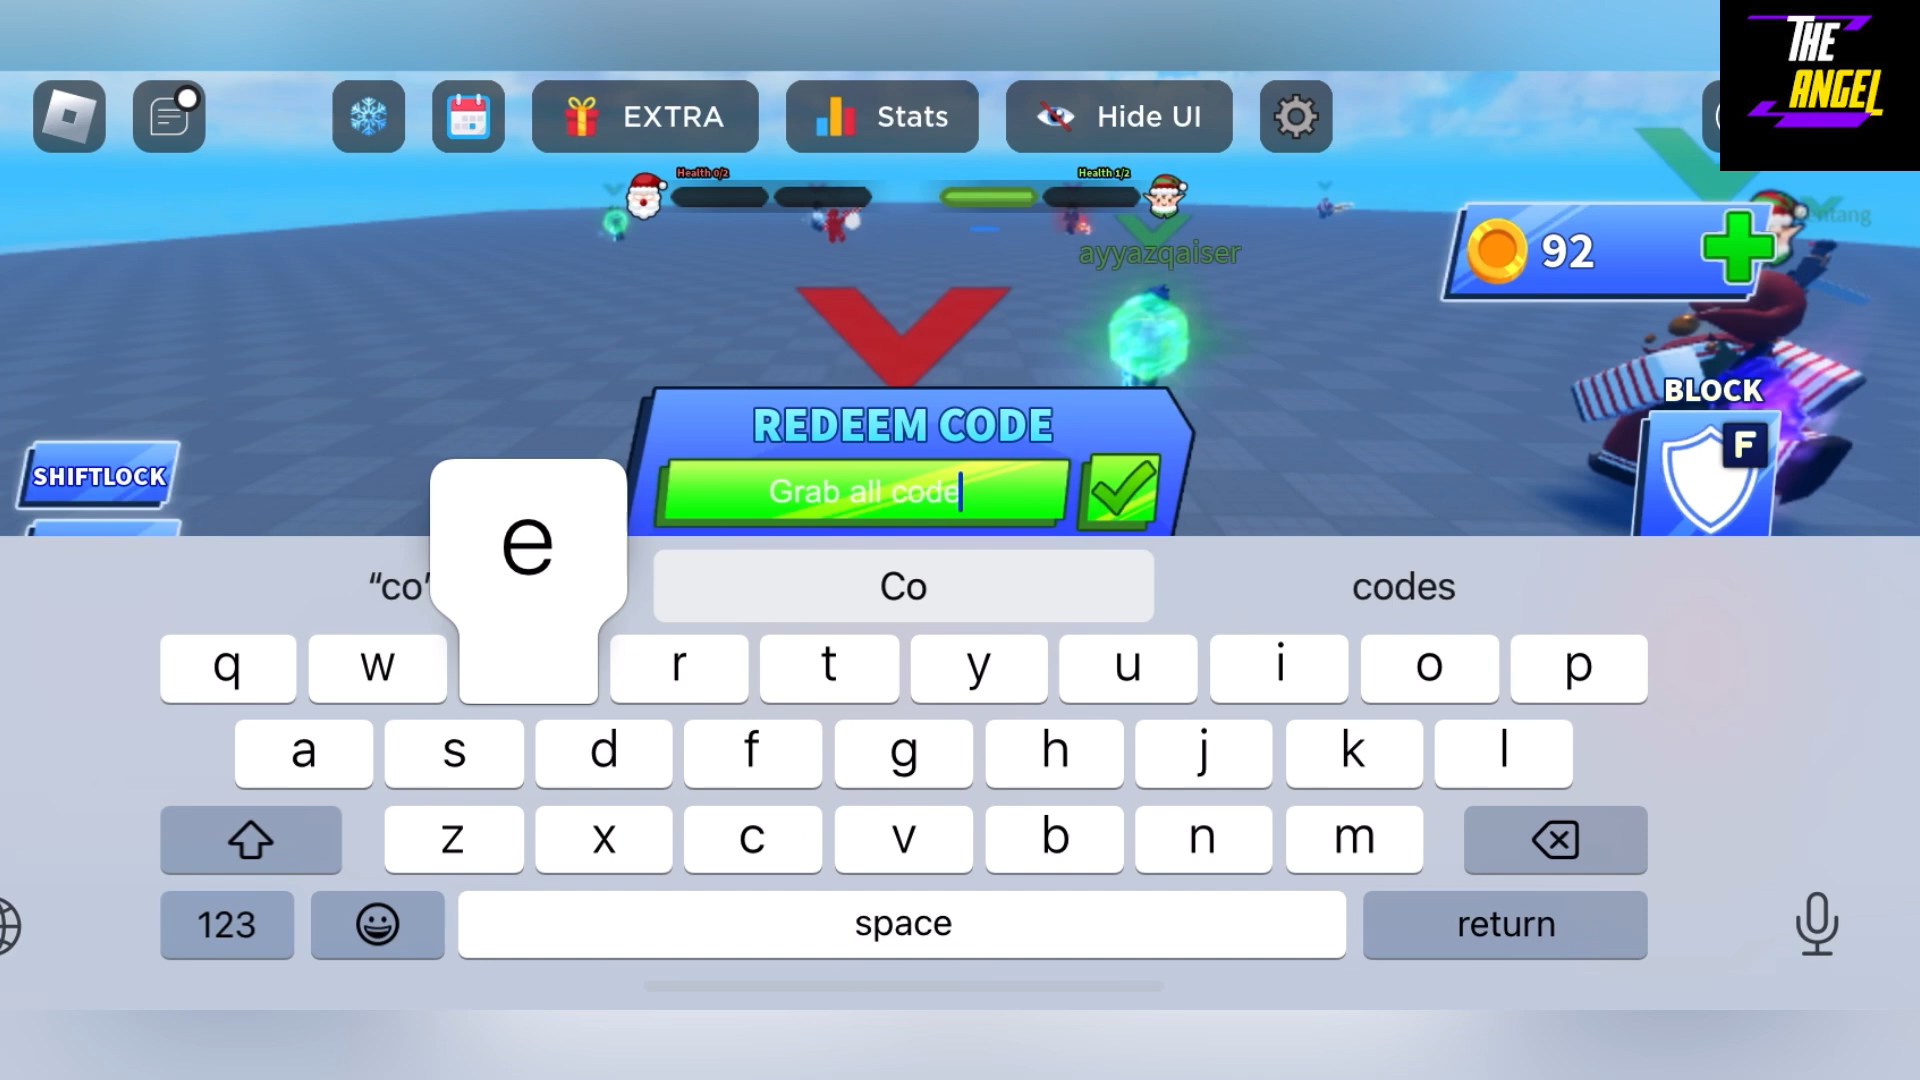 THE
ANGEL
EXTRA
Stats
Hide UI
Health 0/2
Health 1/2
ayyazqaiser
92
BLOCK
F
SHIFTLOCK
REDEEM CODE
Grab all code
e
“co”
Co
codes
q w r t y u i o p
a s d f g h j k l
z x c v b n m
123
space
return